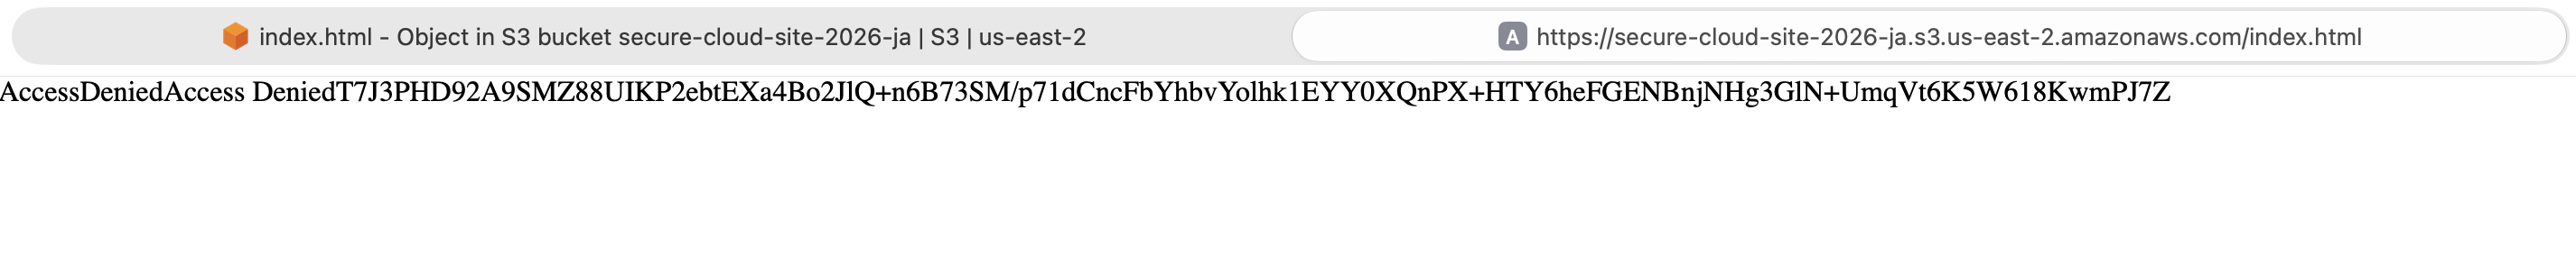 index.html - Object in S3 bucket secure-cloud-site-2026-ja | S3 | us-east-2
A https://secure-cloud-site-2026-ja.s3.us-east-2.amazonaws.com/index.html
AccessDeniedAccess DeniedT7J3PHD92A9SMZ88UIKP2ebtEXa4Bo2JlQ+n6B73SM/p71dCncFbYhbvYolhk1EYY0XQnPX+HTY6heFGENBnjNHg3GlN+UmqVt6K5W618KwmPJ7Z